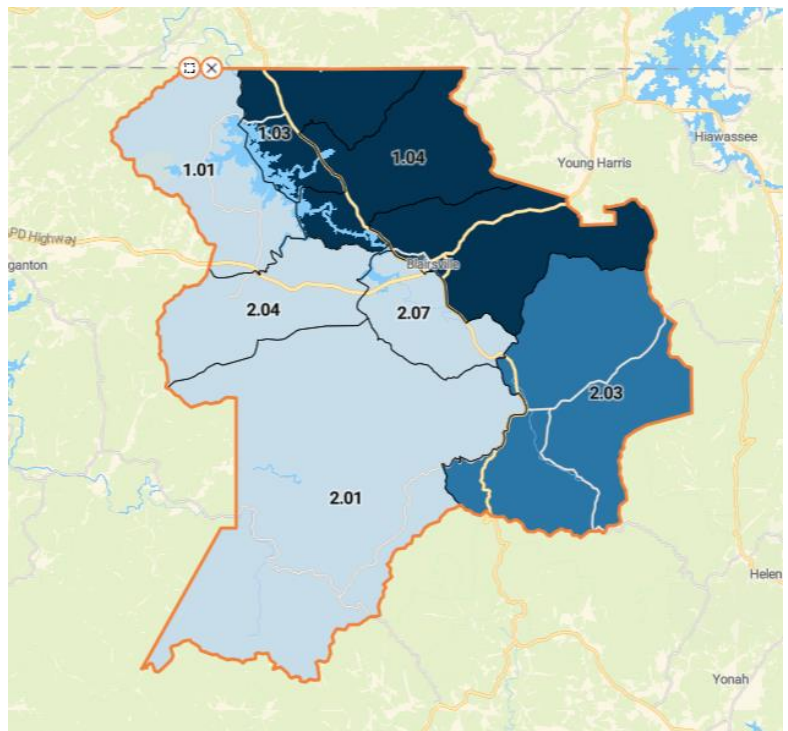 1.03
Hiawassee
1.04
Young Harris
1.01
PD Highway
ganton
Blairsville
2.04
2.07
2.03
2.01
Helen
Yonah